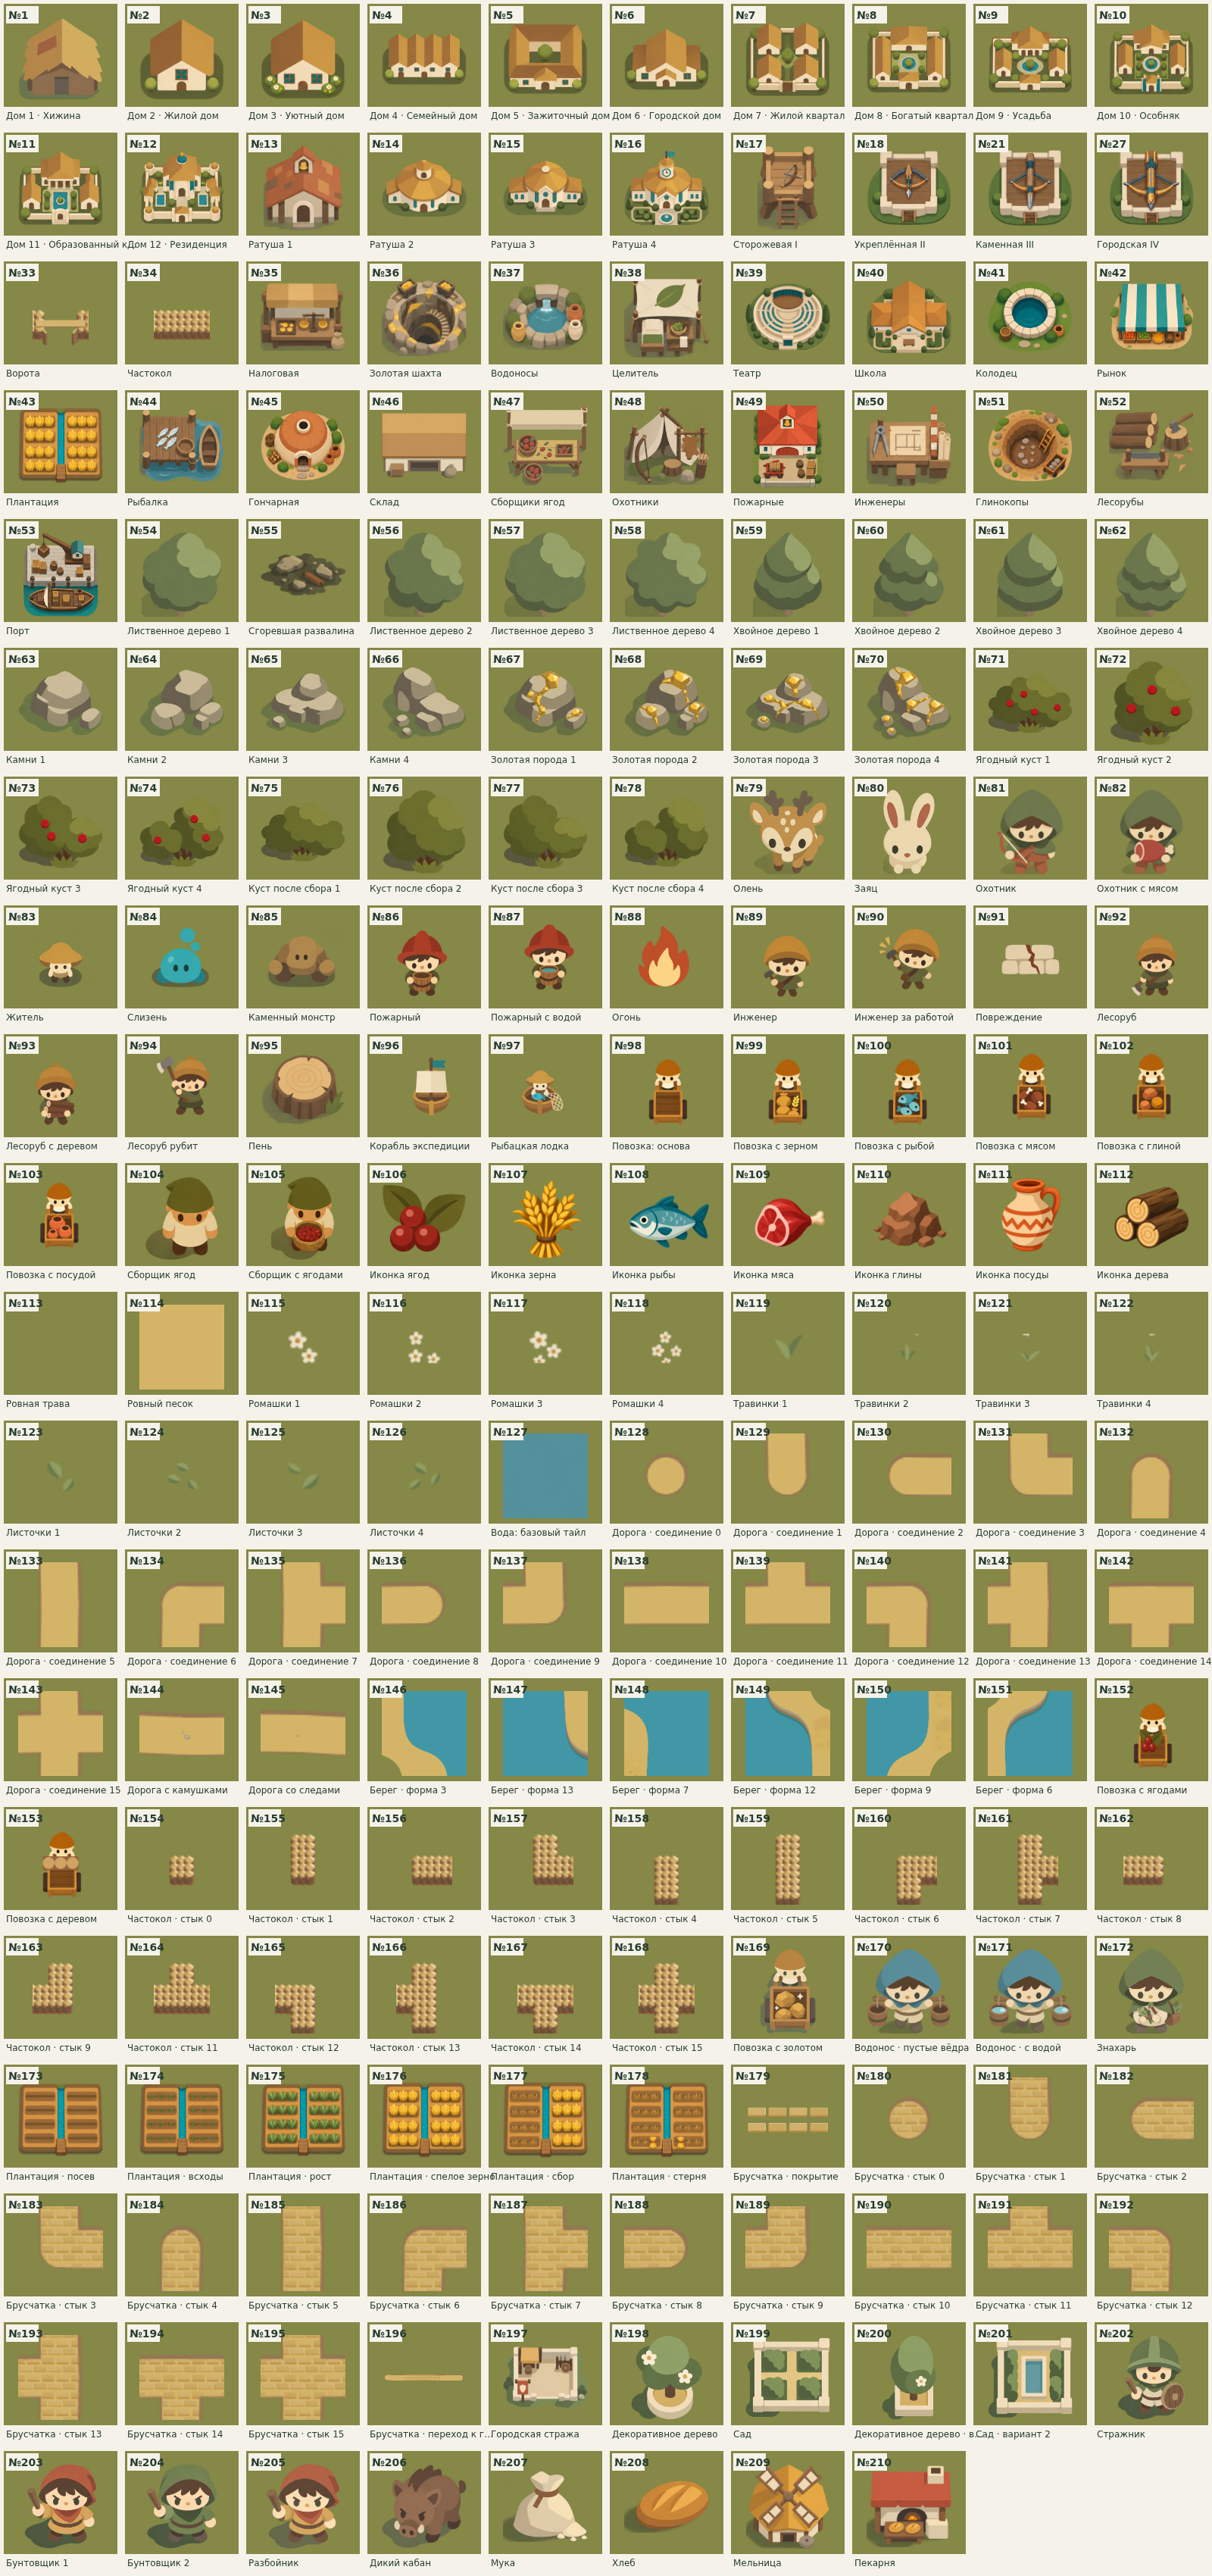 №1 №2 №3 №4 №5 №6 №7 №8 №9 №10
Дом 1 · Хижина Дом 2 · Жилой дом Дом 3 · Уютный дом Дом 4 · Семейный дом Дом 5 · Зажиточный дом Дом 6 · Городской дом Дом 7 · Жилой квартал Дом 8 · Богатый квартал Дом 9 · Усадьба Дом 10 · Особняк
№11 №12 №13 №14 №15 №16 №17 №18 №21 №27
Дом 11 · Образованный к Дом 12 · Резиденция Ратуша 1 Ратуша 2 Ратуша 3 Ратуша 4 Сторожевая I Укреплённая II Каменная III Городская IV
№33 №34 №35 №36 №37 №38 №39 №40 №41 №42
Ворота Частокол Налоговая Золотая шахта Водоносы Целитель Театр Школа Колодец Рынок
№43 №44 №45 №46 №47 №48 №49 №50 №51 №52
Плантация Рыбалка Гончарная Склад Сборщики ягод Охотники Пожарные Инженеры Глинокопы Лесорубы
№53 №54 №55 №56 №57 №58 №59 №60 №61 №62
Порт Лиственное дерево 1 Сгоревшая развалина Лиственное дерево 2 Лиственное дерево 3 Лиственное дерево 4 Хвойное дерево 1 Хвойное дерево 2 Хвойное дерево 3 Хвойное дерево 4
№63 №64 №65 №66 №67 №68 №69 №70 №71 №72
Камни 1 Камни 2 Камни 3 Камни 4 Золотая порода 1 Золотая порода 2 Золотая порода 3 Золотая порода 4 Ягодный куст 1 Ягодный куст 2
№73 №74 №75 №76 №77 №78 №79 №80 №81 №82
Ягодный куст 3 Ягодный куст 4 Куст после сбора 1 Куст после сбора 2 Куст после сбора 3 Куст после сбора 4 Олень Заяц Охотник Охотник с мясом
№83 №84 №85 №86 №87 №88 №89 №90 №91 №92
Житель Слизень Каменный монстр Пожарный Пожарный с водой Огонь Инженер Инженер за работой Повреждение Лесоруб
№93 №94 №95 №96 №97 №98 №99 №100 №101 №102
Лесоруб с деревом Лесоруб рубит Пень Корабль экспедиции Рыбацкая лодка Повозка: основа Повозка с зерном Повозка с рыбой Повозка с мясом Повозка с глиной
№103 №104 №105 №106 №107 №108 №109 №110 №111 №112
Повозка с посудой Сборщик ягод Сборщик с ягодами Иконка ягод Иконка зерна Иконка рыбы Иконка мяса Иконка глины Иконка посуды Иконка дерева
№113 №114 №115 №116 №117 №118 №119 №120 №121 №122
Ровная трава Ровный песок Ромашки 1 Ромашки 2 Ромашки 3 Ромашки 4 Травинки 1 Травинки 2 Травинки 3 Травинки 4
№123 №124 №125 №126 №127 №128 №129 №130 №131 №132
Листочки 1 Листочки 2 Листочки 3 Листочки 4 Вода: базовый тайл Дорога · соединение 0 Дорога · соединение 1 Дорога · соединение 2 Дорога · соединение 3 Дорога · соединение 4
№133 №134 №135 №136 №137 №138 №139 №140 №141 №142
Дорога · соединение 5 Дорога · соединение 6 Дорога · соединение 7 Дорога · соединение 8 Дорога · соединение 9 Дорога · соединение 10 Дорога · соединение 11 Дорога · соединение 12 Дорога · соединение 13 Дорога · соединение 14
№143 №144 №145 №146 №147 №148 №149 №150 №151 №152
Дорога · соединение 15 Дорога с камушками Дорога со следами Берег · форма 3 Берег · форма 13 Берег · форма 7 Берег · форма 12 Берег · форма 9 Берег · форма 6 Повозка с ягодами
№153 №154 №155 №156 №157 №158 №159 №160 №161 №162
Повозка с деревом Частокол · стык 0 Частокол · стык 1 Частокол · стык 2 Частокол · стык 3 Частокол · стык 4 Частокол · стык 5 Частокол · стык 6 Частокол · стык 7 Частокол · стык 8
№163 №164 №165 №166 №167 №168 №169 №170 №171 №172
Частокол · стык 9 Частокол · стык 11 Частокол · стык 12 Частокол · стык 13 Частокол · стык 14 Частокол · стык 15 Повозка с золотом Водонос · пустые вёдра Водонос · с водой Знахарь
№173 №174 №175 №176 №177 №178 №179 №180 №181 №182
Плантация · посев Плантация · всходы Плантация · рост Плантация · спелое зерно Плантация · сбор Плантация · стерня Брусчатка · покрытие Брусчатка · стык 0 Брусчатка · стык 1 Брусчатка · стык 2
№183 №184 №185 №186 №187 №188 №189 №190 №191 №192
Брусчатка · стык 3 Брусчатка · стык 4 Брусчатка · стык 5 Брусчатка · стык 6 Брусчатка · стык 7 Брусчатка · стык 8 Брусчатка · стык 9 Брусчатка · стык 10 Брусчатка · стык 11 Брусчатка · стык 12
№193 №194 №195 №196 №197 №198 №199 №200 №201 №202
Брусчатка · стык 13 Брусчатка · стык 14 Брусчатка · стык 15 Брусчатка · переход к г... Городская стража Декоративное дерево Сад Декоративное дерево · в Сад · вариант 2 Стражник
№203 №204 №205 №206 №207 №208 №209 №210
Бунтовщик 1 Бунтовщик 2 Разбойник Дикий кабан Мука Хлеб Мельница Пекарня